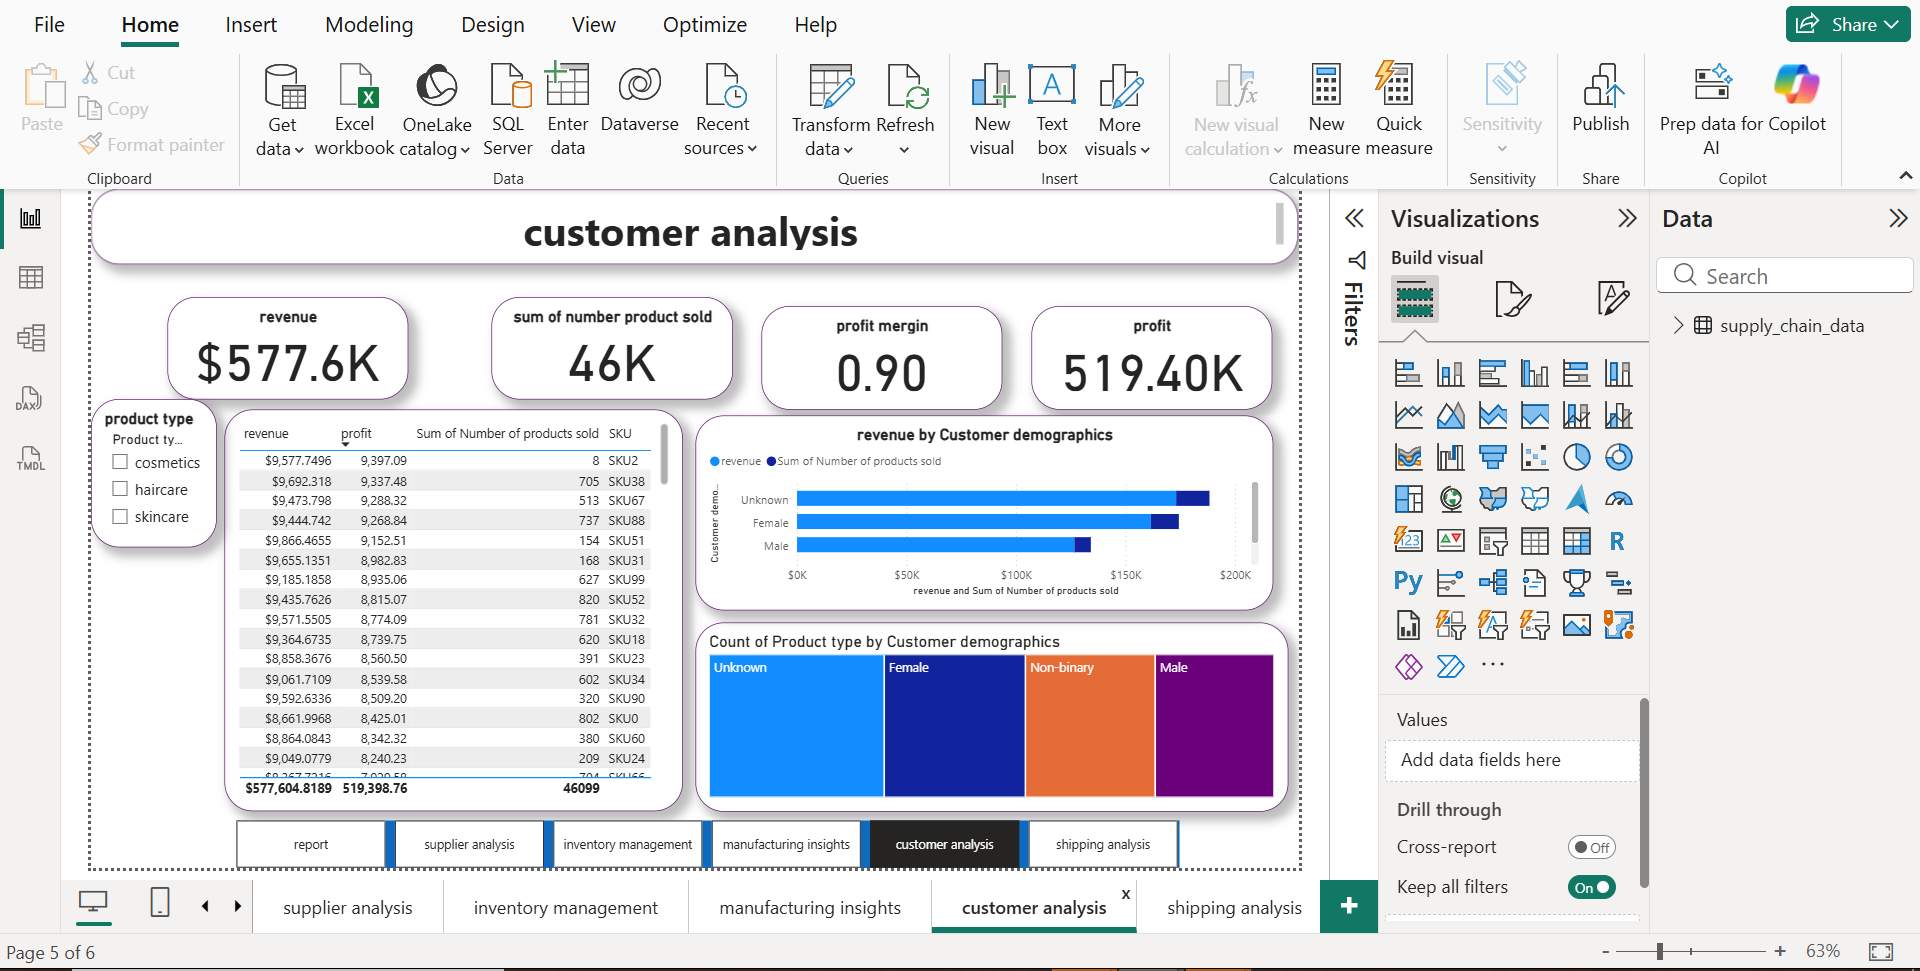 File Home Insert Modeling Design View Optimize Help Share
Paste
Cut
Copy
Format painter
Clipboard
Get data
Excel workbook
OneLake catalog
SQL Server
Enter data
Dataverse
Recent sources
Data
Transform data
Refresh
Queries
New visual
Text box
More visuals
Insert
New visual calculation
New measure
Quick measure
Calculations
Sensitivity
Sensitivity
Publish
Share
Prep data for AI
Copilot
Copilot
customer analysis
revenue
$577.6K
sum of number product sold
46K
profit mergin
0.90
profit
519.40K
product type
Product ty...
cosmetics
haircare
skincare
revenue profit Sum of Number of products sold SKU
$9,577.7496 9,397.09 8 SKU2
$9,692.318 9,337.48 705 SKU38
$9,473.798 9,288.32 513 SKU67
$9,444.742 9,268.84 737 SKU88
$9,866.4655 9,152.51 154 SKU51
$9,655.1351 8,982.83 168 SKU31
$9,185.1858 8,935.06 627 SKU99
$9,435.7626 8,815.07 820 SKU52
$9,571.5505 8,774.09 781 SKU32
$9,364.6735 8,739.75 620 SKU18
$8,858.3676 8,560.50 391 SKU23
$9,061.7109 8,539.58 602 SKU34
$9,592.6336 8,509.20 320 SKU90
$8,661.9968 8,425.01 802 SKU0
$8,864.0843 8,342.32 380 SKU60
$9,049.0779 8,240.23 209 SKU24
$577,604.8189 519,398.76 46099
revenue by Customer demographics
revenue Sum of Number of products sold
Customer demo...
Unknown
Female
Male
$0K $50K $100K $150K $200K
revenue and Sum of Number of products sold
Count of Product type by Customer demographics
Unknown Female Non-binary Male
report supplier analysis inventory management manufacturing insights customer analysis shipping analysis
DAX
TMDL
Filters
Visualizations
Build visual
123
R
Py
...
Values
Add data fields here
Drill through
Cross-report Off
Keep all filters On
Data
Search
supply_chain_data
supplier analysis inventory management manufacturing insights customer analysis x shipping analysis +
Page 5 of 6
- + 63%